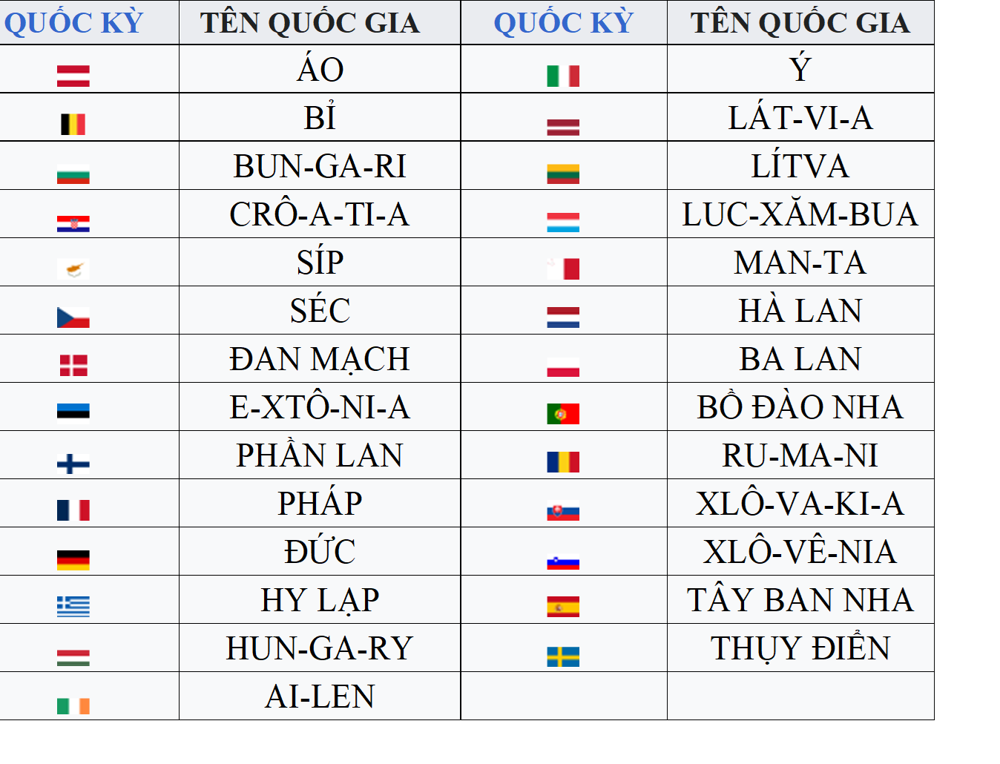 QUỐC KỲ TÊN QUỐC GIA QUỐC KỲ TÊN QUỐC GIA
ÁO Ý
BỈ LÁT-VI-A
BUN-GA-RI LÍTVA
CRÔ-A-TI-A LUC-XĂM-BUA
SÍP MAN-TA
SÉC HÀ LAN
ĐAN MẠCH BA LAN
E-XTÔ-NI-A BỒ ĐÀO NHA
PHẦN LAN RU-MA-NI
PHÁP XLÔ-VA-KI-A
ĐỨC XLÔ-VÊ-NIA
HY LẠP TÂY BAN NHA
HUN-GA-RY THỤY ĐIỂN
AI-LEN